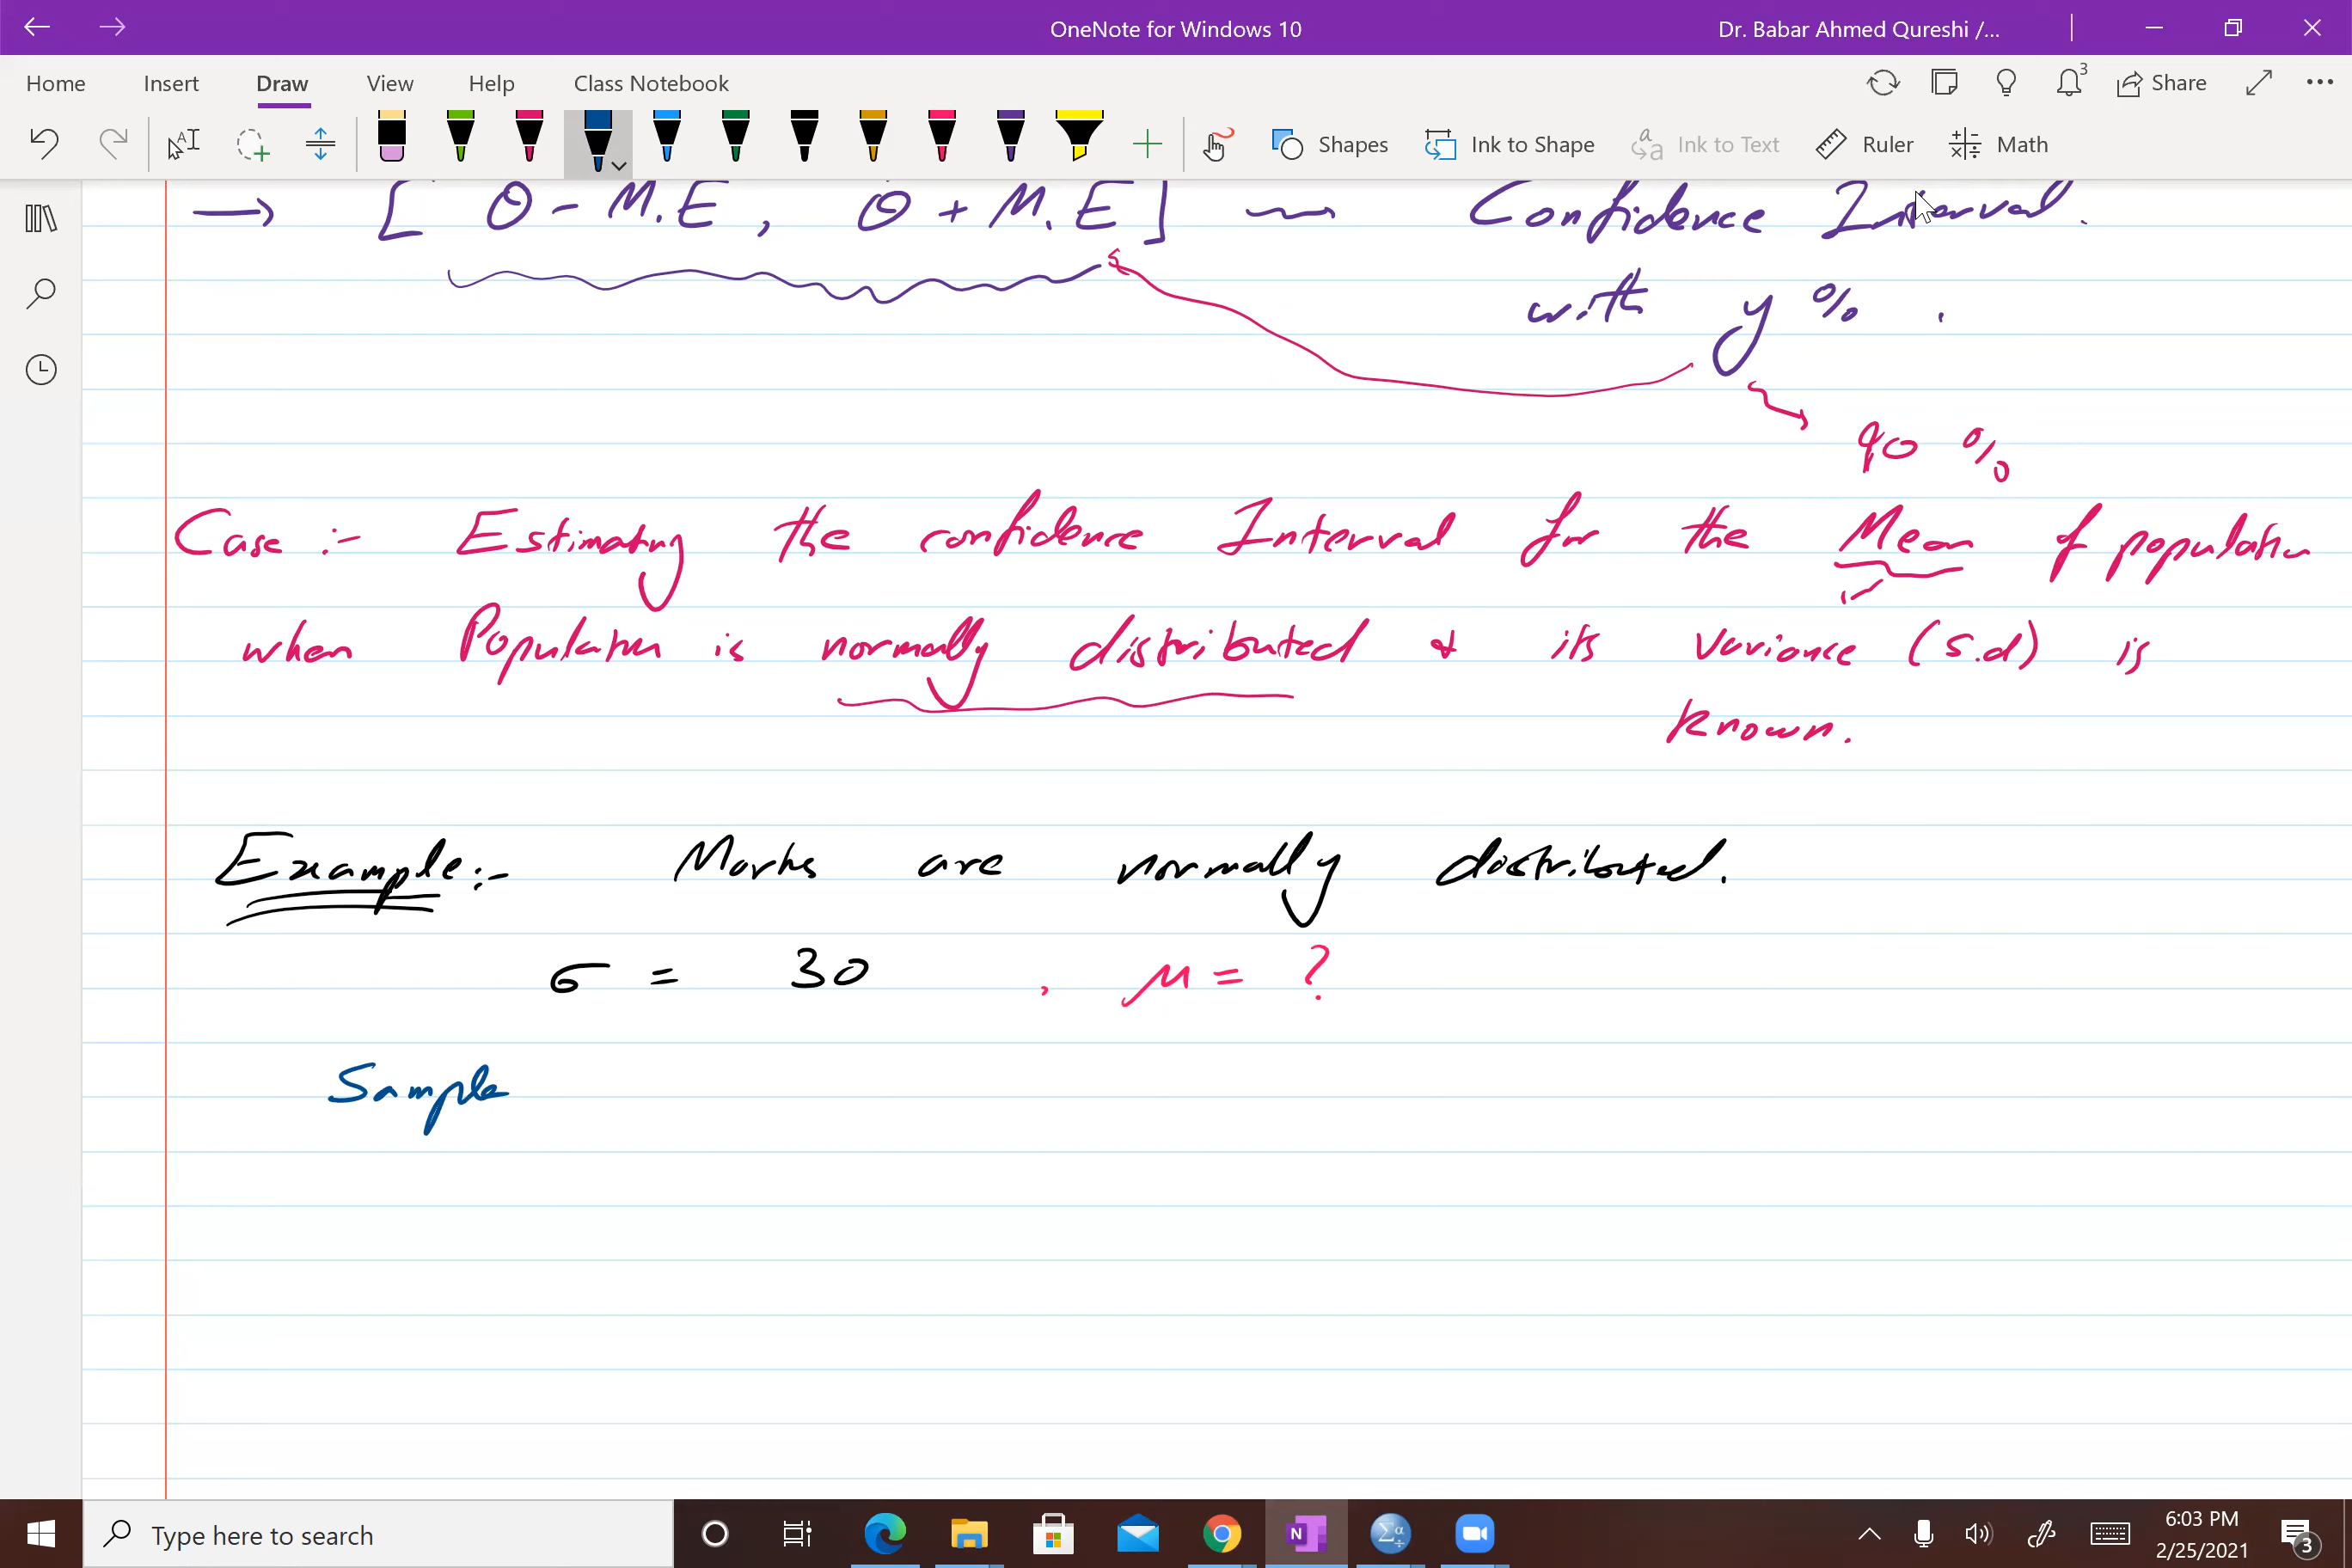 OneNote for Windows 10
Dr. Babar Ahmed Qureshi /...
Home Insert Draw View Help Class Notebook
3
Share
Shapes Ink to Shape Ink to Text Ruler Math
→ [ Θ - M.E , Θ + M.E ] Confidence Interval.
with y % .
90 %
Case :- Estimating the confidence Interval for the Mean of population
when Population is normally distributed & its variance (s.d) is
known.
Example:- Marks are normally distributed.
σ = 30 , μ = ?
Sample
Type here to search
6:03 PM
2/25/2021
3